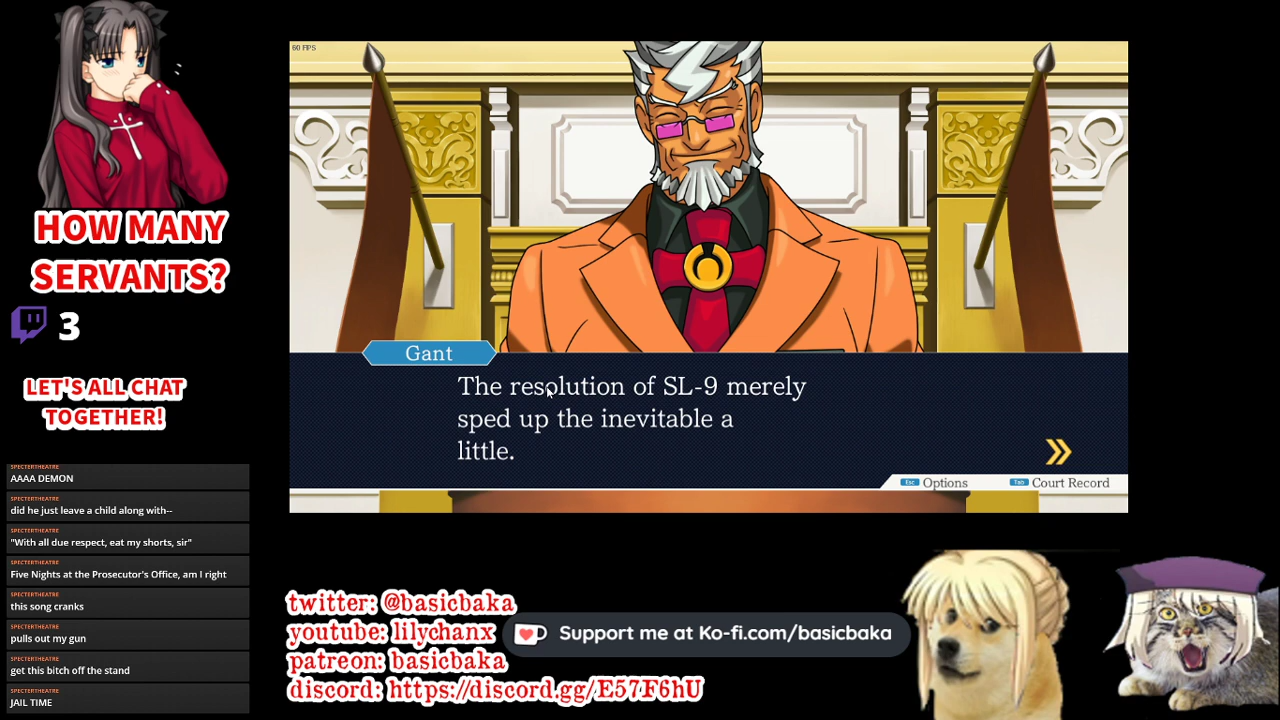 HOW MANY
SERVANTS?
3
LET'S ALL CHAT
TOGETHER!
SPECTERTHEATRE
AAAA DEMON
SPECTERTHEATRE
did he just leave a child along with--
SPECTERTHEATRE
"With all due respect, eat my shorts, sir"
SPECTERTHEATRE
Five Nights at the Prosecutor's Office, am I right
SPECTERTHEATRE
this song cranks
SPECTERTHEATRE
pulls out my gun
SPECTERTHEATRE
get this bitch off the stand
SPECTERTHEATRE
JAIL TIME
60 FPS
Gant
The resolution of SL-9 merely
sped up the inevitable a
little.
Esc Options Tab Court Record
twitter: @basicbaka
youtube: lilychanx
patreon: basicbaka
discord: https://discord.gg/E57F6hU
Support me at Ko-fi.com/basicbaka